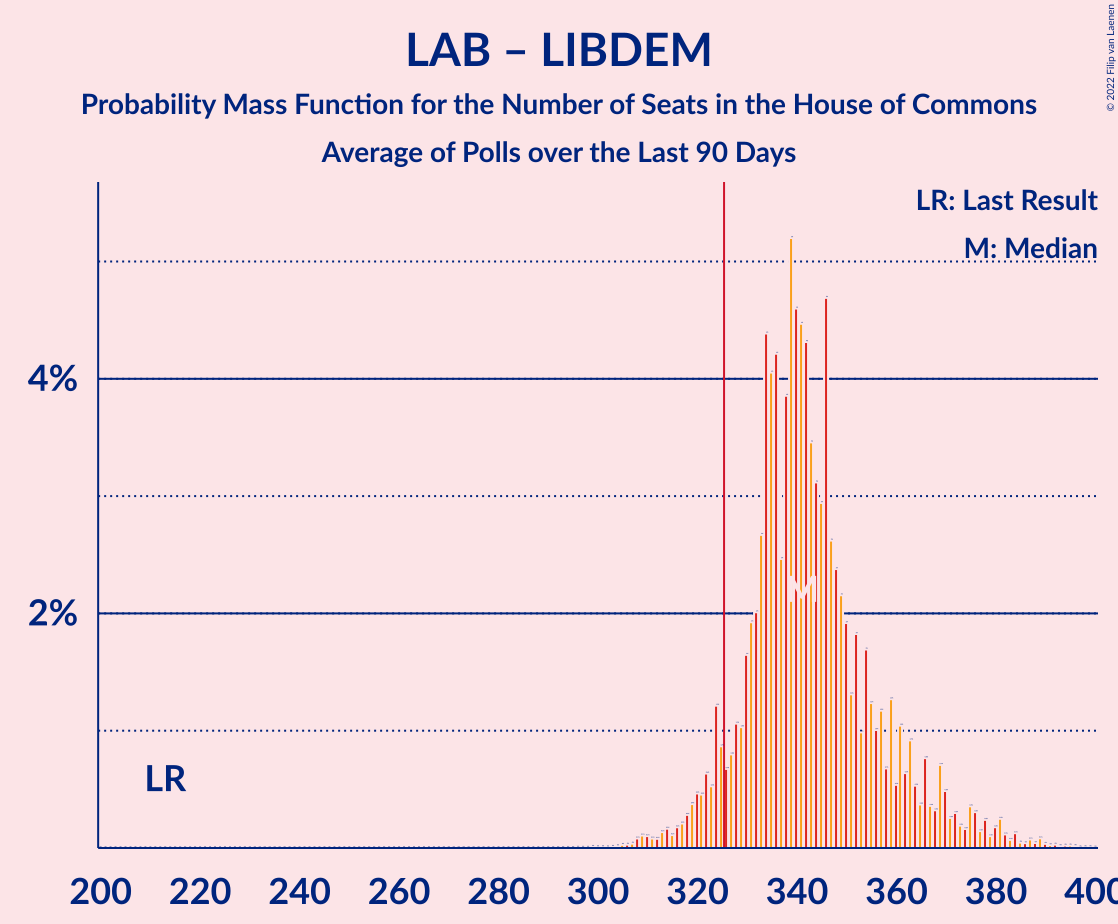 LAB – LIBDEM
Probability Mass Function for the Number of Seats in the House of Commons
Average of Polls over the Last 90 Days
© 2022 Filip van Laenen
LR: Last Result
M: Median
4%
2%
LR
M
200 220 240 260 280 300 320 340 360 380 400